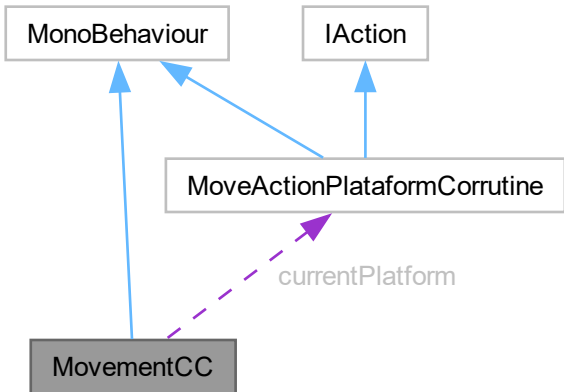 MonoBehaviour
IAction
MoveActionPlataformCorrutine
currentPlatform
MovementCC